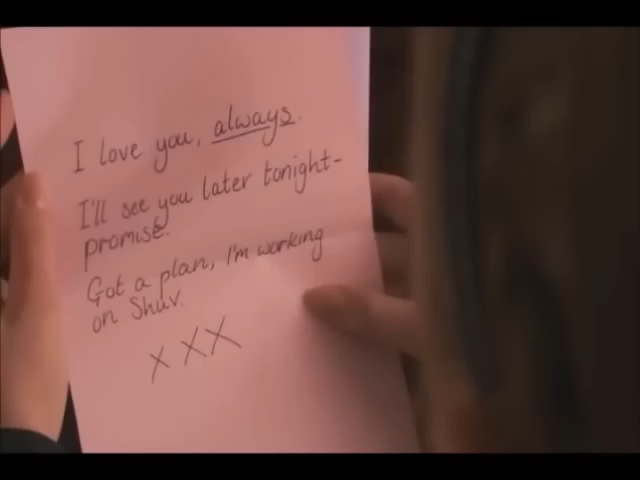 I love you, always.
I'll see you later tonight-
promise.
Got a plan, I'm working
on Shuv.
x X X